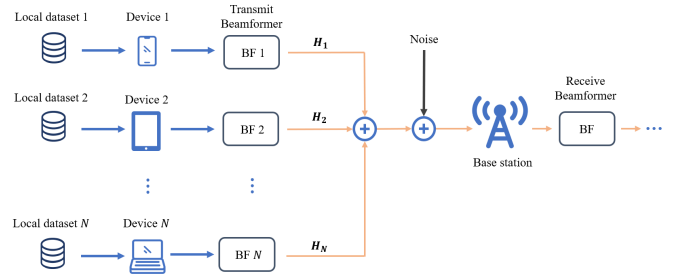 Local dataset 1
Device 1
Transmit
Beamformer
BF 1
H₁
Noise
Local dataset 2
Device 2
BF 2
H₂
Receive
Beamformer
BF
...
Base station
Local dataset N
Device N
BF N
H_N